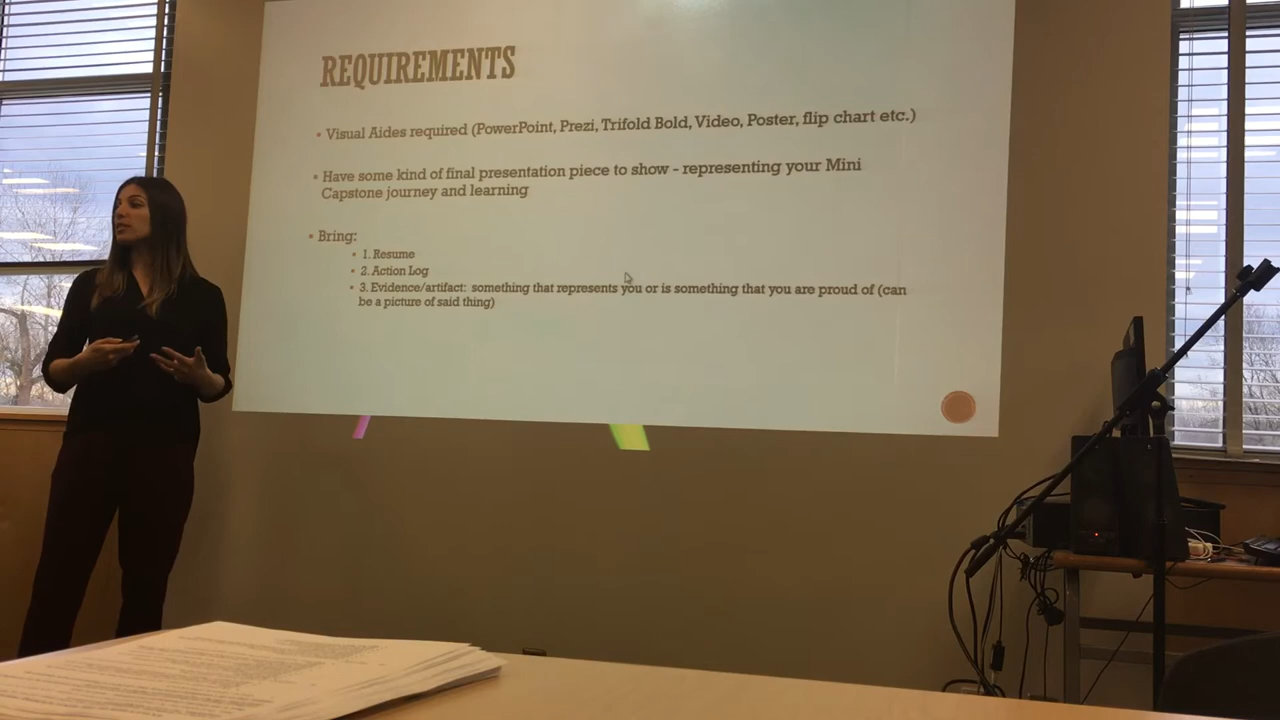 REQUIREMENTS
• Visual Aides required (PowerPoint, Prezi, Trifold Bold, Video, Poster, flip chart etc.)
• Have some kind of final presentation piece to show - representing your Mini
Capstone journey and learning
• Bring:
• 1. Resume
• 2. Action Log
• 3. Evidence/artifact: something that represents you or is something that you are proud of (can
be a picture of said thing)